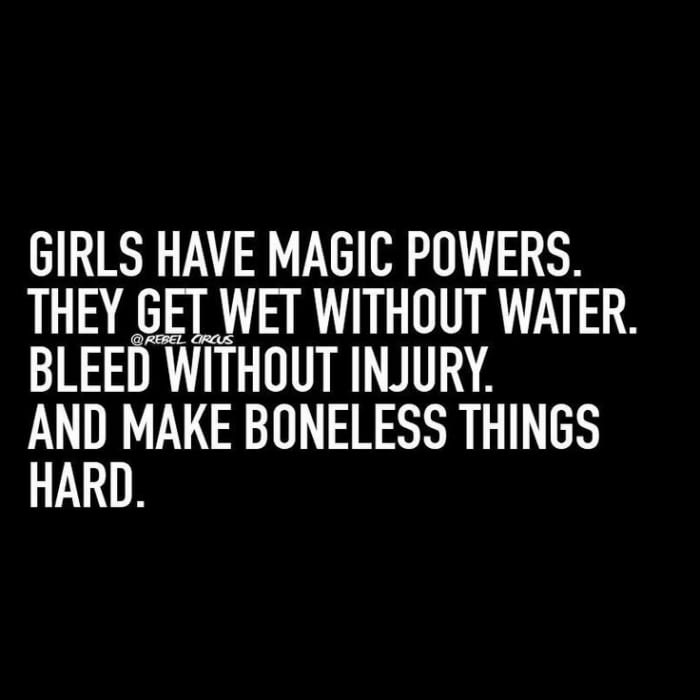 GIRLS HAVE MAGIC POWERS.
THEY GET WET WITHOUT WATER.
@REBEL CIRCUS
BLEED WITHOUT INJURY.
AND MAKE BONELESS THINGS
HARD.